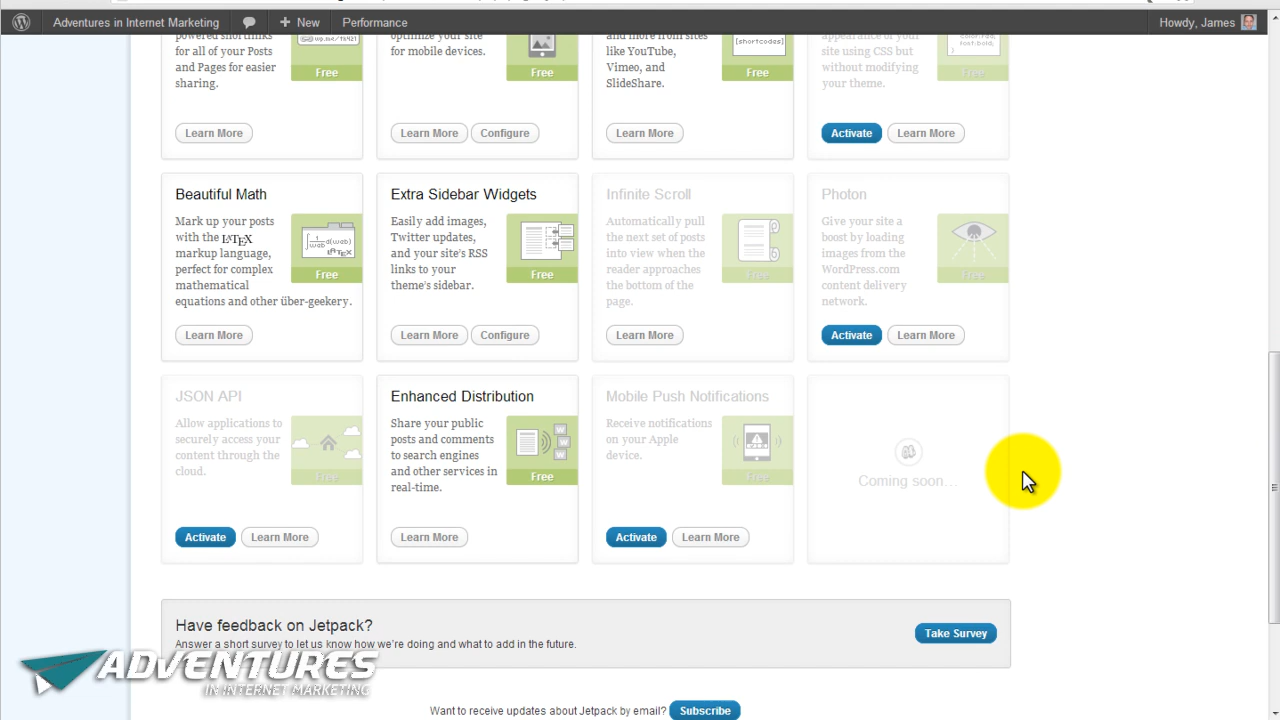 Adventures in Internet Marketing
New
Performance
Howdy, James
powered shortlinks
for all of your Posts
and Pages for easier
sharing.
wp.me/FK421
Free
Learn More
optimize your site
for mobile devices.
Free
Learn More
Configure
and more from sites
like YouTube,
Vimeo, and
SlideShare.
[shortcodes]
Free
Learn More
appearance of your
site using CSS but
without modifying
your theme.
color:red;
font:bold;
}
Free
Activate
Learn More
Beautiful Math
Mark up your posts
with the LATEX
markup language,
perfect for complex
mathematical
equations and other über-geekery.
Free
Learn More
Extra Sidebar Widgets
Easily add images,
Twitter updates,
and your site's RSS
links to your
theme's sidebar.
Free
Learn More
Configure
Infinite Scroll
Automatically pull
the next set of posts
into view when the
reader approaches
the bottom of the
page.
Free
Learn More
Photon
Give your site a
boost by loading
images from the
WordPress.com
content delivery
network.
Free
Activate
Learn More
JSON API
Allow applications to
securely access your
content through the
cloud.
Free
Activate
Learn More
Enhanced Distribution
Share your public
posts and comments
to search engines
and other services in
real-time.
Free
Learn More
Mobile Push Notifications
Receive notifications
on your Apple
device.
Free
Activate
Learn More
Coming soon…
Have feedback on Jetpack?
Answer a short survey to let us know how we're doing and what to add in the future.
Take Survey
ADVENTURES
IN INTERNET MARKETING
Want to receive updates about Jetpack by email?
Subscribe